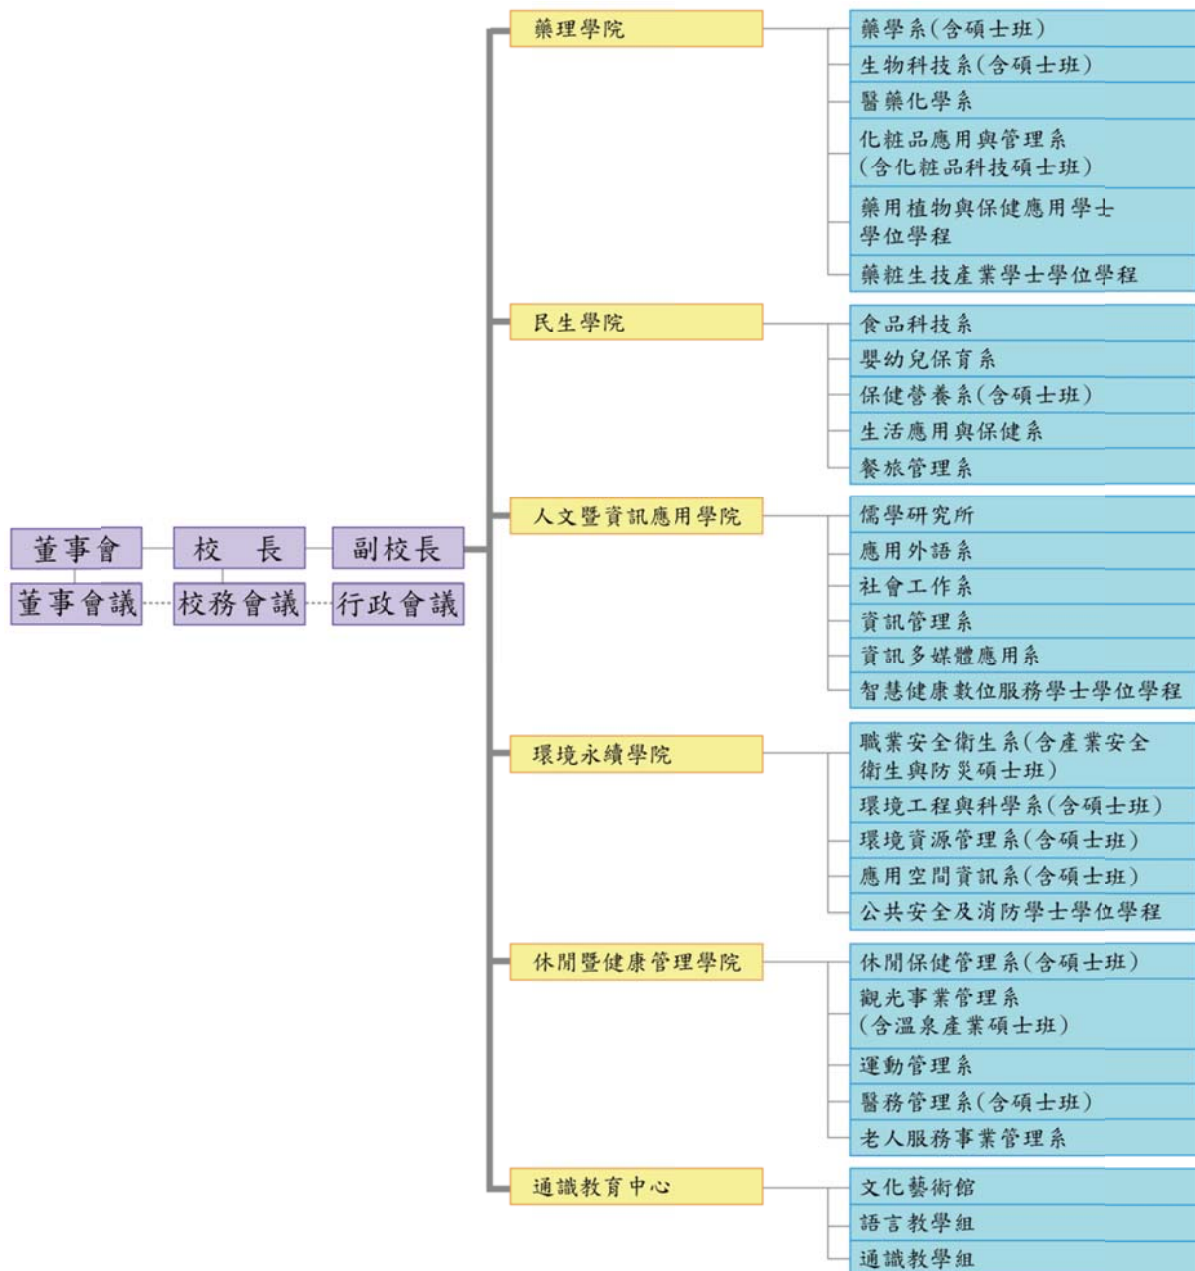 董事會
校　長
副校長
董事會議
校務會議
行政會議
藥理學院
藥學系(含碩士班)
生物科技系(含碩士班)
醫藥化學系
化粧品應用與管理系
(含化粧品科技碩士班)
藥用植物與保健應用學士
學位學程
藥粧生技產業學士學位學程
民生學院
食品科技系
嬰幼兒保育系
保健營養系(含碩士班)
生活應用與保健系
餐旅管理系
人文暨資訊應用學院
儒學研究所
應用外語系
社會工作系
資訊管理系
資訊多媒體應用系
智慧健康數位服務學士學位學程
環境永續學院
職業安全衛生系(含產業安全
衛生與防災碩士班)
環境工程與科學系(含碩士班)
環境資源管理系(含碩士班)
應用空間資訊系(含碩士班)
公共安全及消防學士學位學程
休閒暨健康管理學院
休閒保健管理系(含碩士班)
觀光事業管理系
(含溫泉產業碩士班)
運動管理系
醫務管理系(含碩士班)
老人服務事業管理系
通識教育中心
文化藝術館
語言教學組
通識教學組